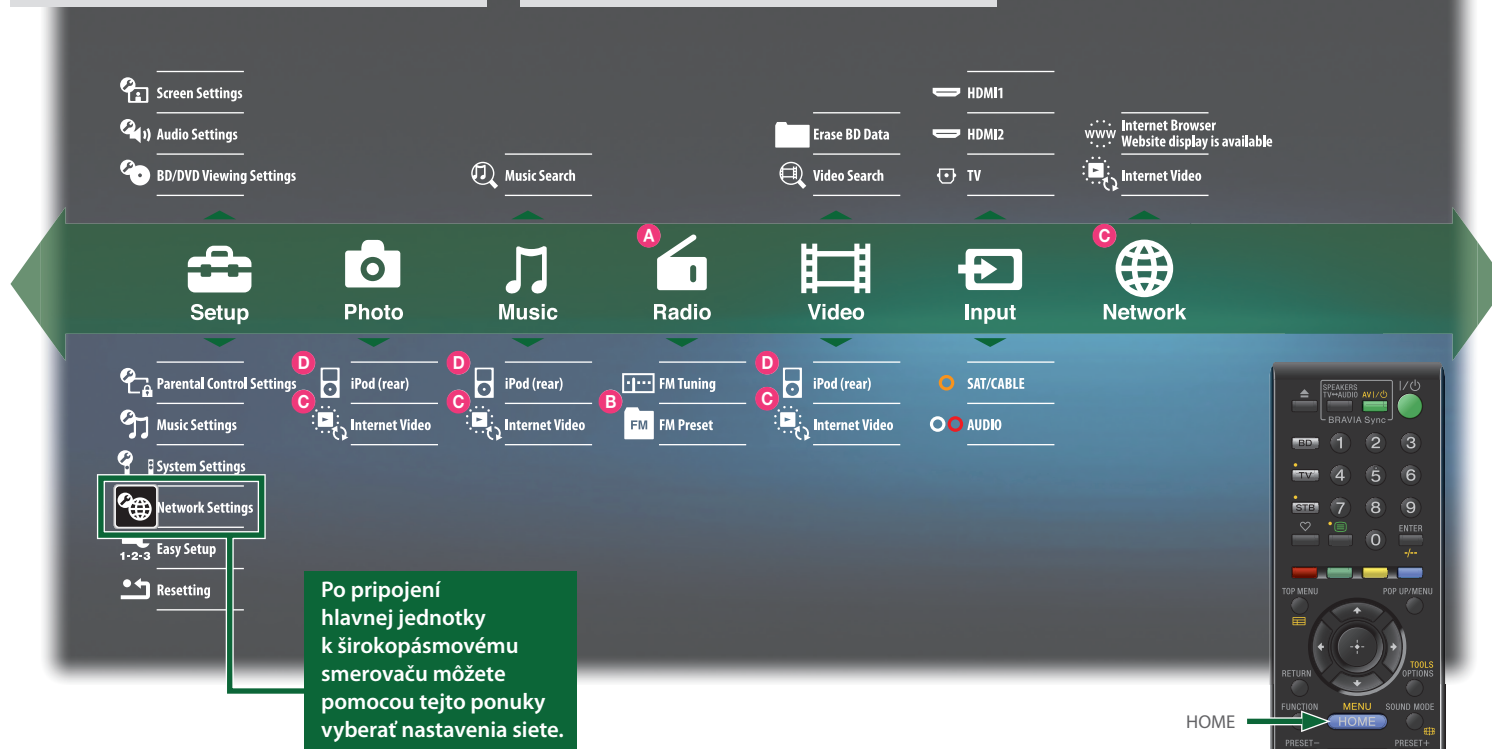 Screen Settings
Audio Settings
BD/DVD Viewing Settings
Music Search
Erase BD Data
Video Search
HDMI1
HDMI2
TV
www
Internet Browser
Website display is available
Internet Video
A
C
Setup
Photo
Music
Radio
Video
Input
Network
Parental Control Settings
Music Settings
System Settings
Network Settings
1-2-3
Easy Setup
Resetting
D
iPod (rear)
C
Internet Video
D
iPod (rear)
C
Internet Video
FM Tuning
B
FM
FM Preset
D
iPod (rear)
C
Internet Video
SAT/CABLE
AUDIO
Po pripojení
hlavnej jednotky
k širokopásmovému
smerovaču môžete
pomocou tejto ponuky
vyberať nastavenia siete.
SPEAKERS
TV↔AUDIO
AV I/⏻
I/⏻
BRAVIA Sync
BD 1 2 3
TV 4 5 6
STB 7 8 9
0
ENTER
-/--
TOP MENU
POP UP/MENU
RETURN
TOOLS
OPTIONS
FUNCTION
MENU
SOUND MODE
HOME
HOME
PRESET−
PRESET+